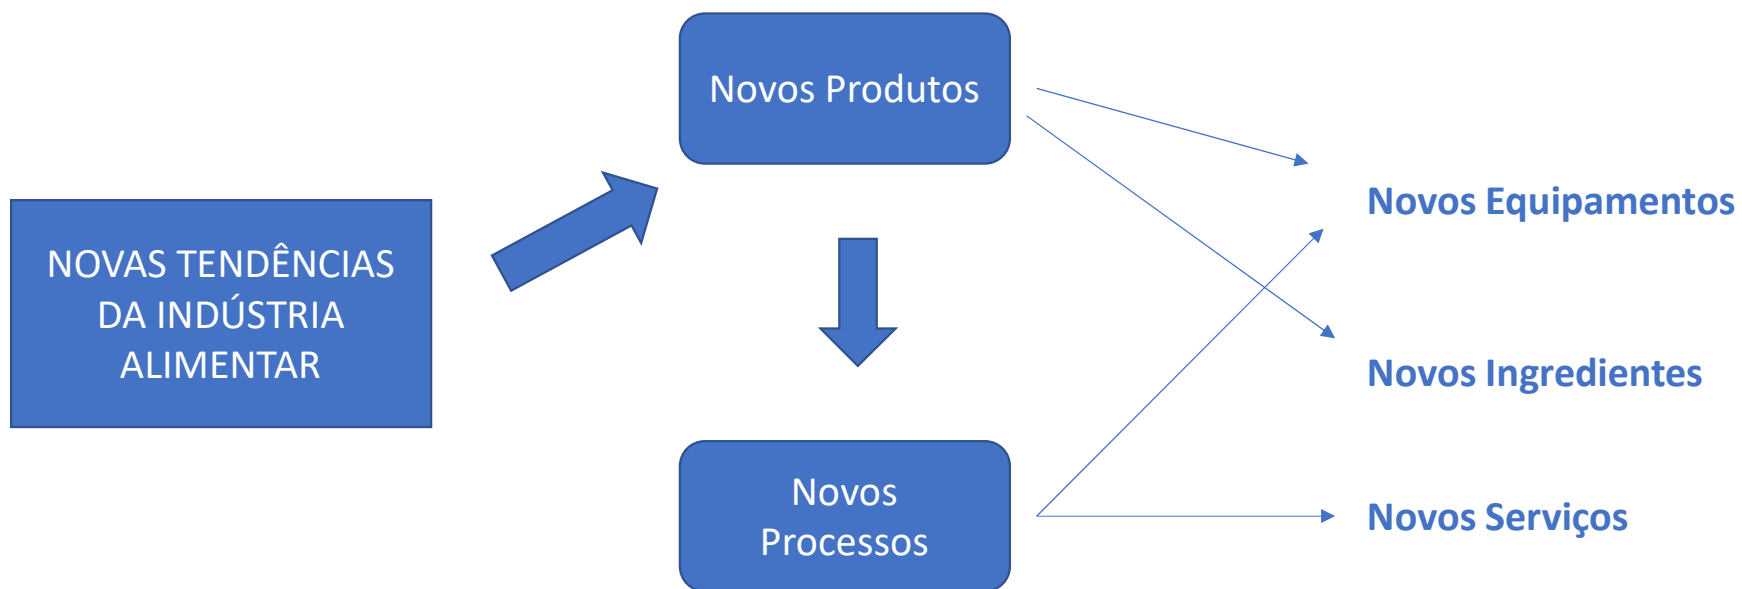 NOVAS TENDÊNCIAS
DA INDÚSTRIA
ALIMENTAR
Novos Produtos
Novos
Processos
Novos Equipamentos
Novos Ingredientes
Novos Serviços